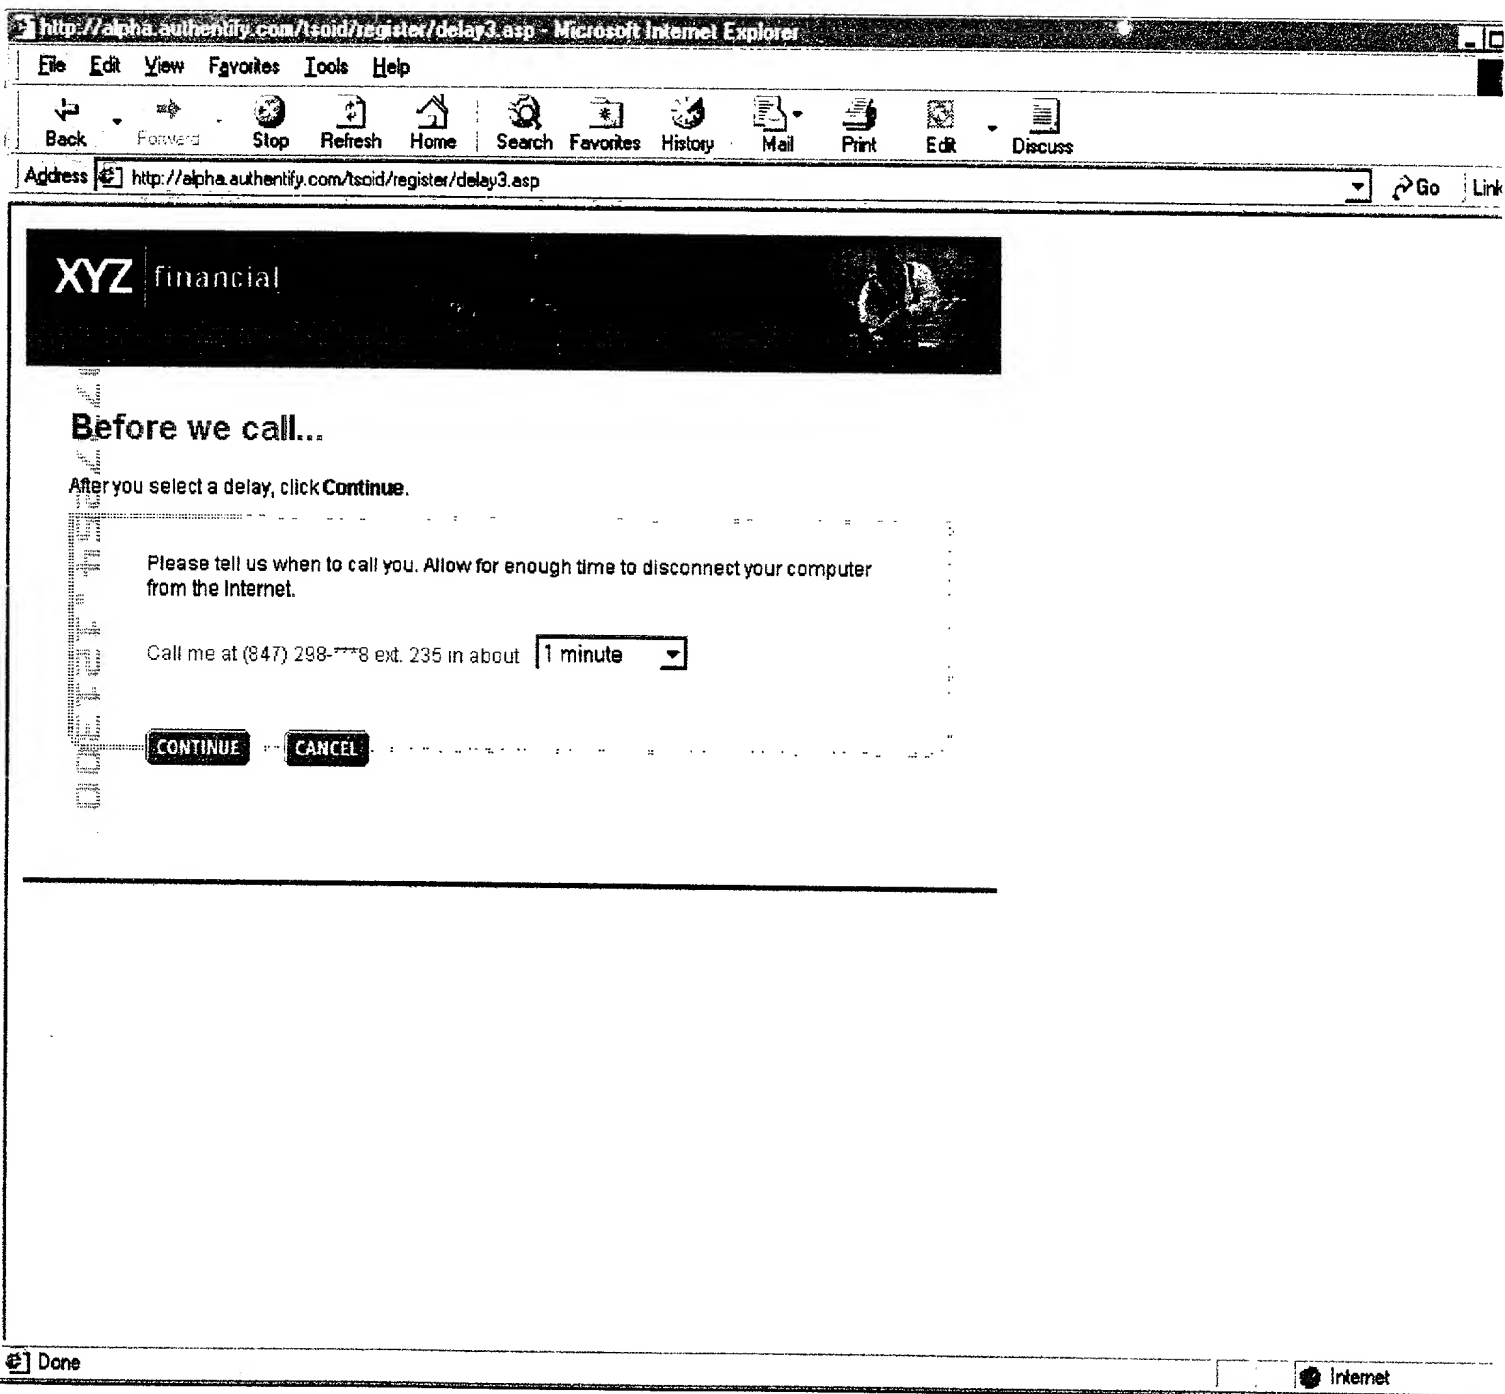 http://alpha.authentify.com/tsoid/register/delay3.asp - Microsoft Internet Explorer
File Edit View Favorites Tools Help
Back Forward Stop Refresh Home Search Favorites History Mail Print Edit Discuss
Address http://alpha.authentify.com/tsoid/register/delay3.asp Go Link
XYZ financial
Before we call...
After you select a delay, click Continue.
Please tell us when to call you. Allow for enough time to disconnect your computer
from the Internet.
Call me at (847) 298-***8 ext. 235 in about 1 minute
CONTINUE CANCEL
Done Internet